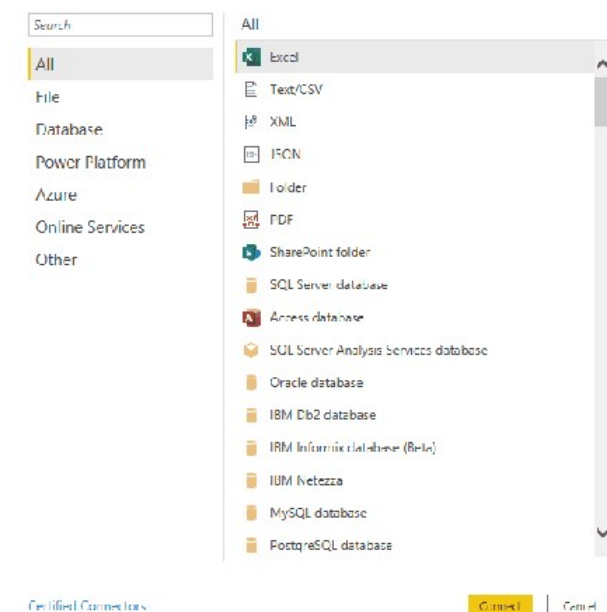 Search
All
File
Database
Power Platform
Azure
Online Services
Other
All
Excel
Text/CSV
XML
JSON
Folder
PDF
SharePoint folder
SQL Server database
Access database
SQL Server Analysis Services database
Oracle database
IBM Db2 database
IBM Informix database (Beta)
IBM Netezza
MySQL database
PostgreSQL database
Certified Connectors
Connect
Cancel